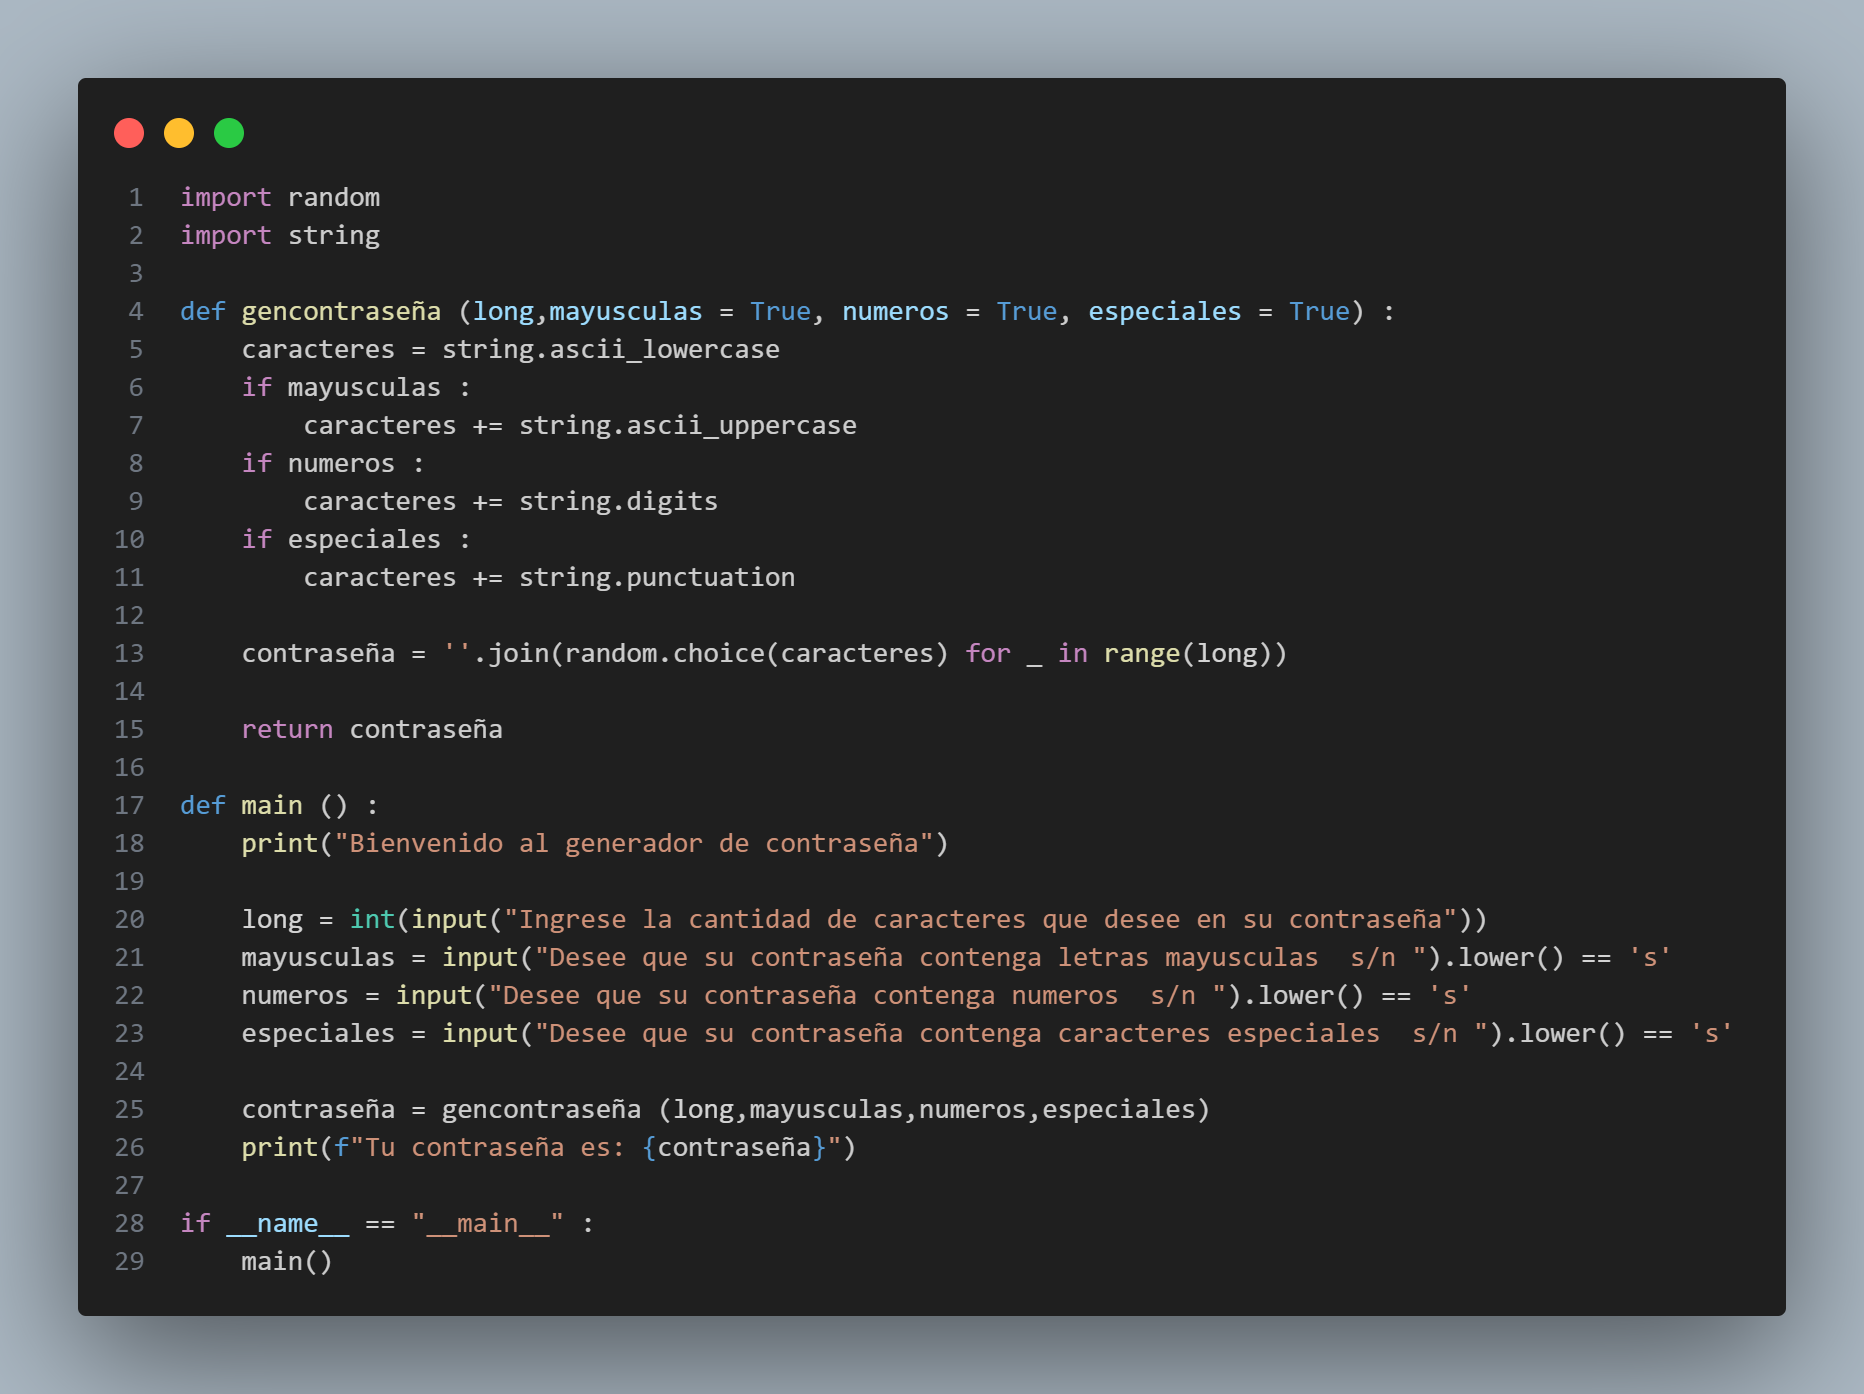 1 import random
2 import string
3
4 def gencontraseña (long,mayusculas = True, numeros = True, especiales = True) :
5     caracteres = string.ascii_lowercase
6     if mayusculas :
7         caracteres += string.ascii_uppercase
8     if numeros :
9         caracteres += string.digits
10     if especiales :
11         caracteres += string.punctuation
12
13     contraseña = ''.join(random.choice(caracteres) for _ in range(long))
14
15     return contraseña
16
17 def main () :
18     print("Bienvenido al generador de contraseña")
19
20     long = int(input("Ingrese la cantidad de caracteres que desee en su contraseña"))
21     mayusculas = input("Desee que su contraseña contenga letras mayusculas  s/n ").lower() == 's'
22     numeros = input("Desee que su contraseña contenga numeros  s/n ").lower() == 's'
23     especiales = input("Desee que su contraseña contenga caracteres especiales  s/n ").lower() == 's'
24
25     contraseña = gencontraseña (long,mayusculas,numeros,especiales)
26     print(f"Tu contraseña es: {contraseña}")
27
28 if __name__ == "__main__" :
29     main()